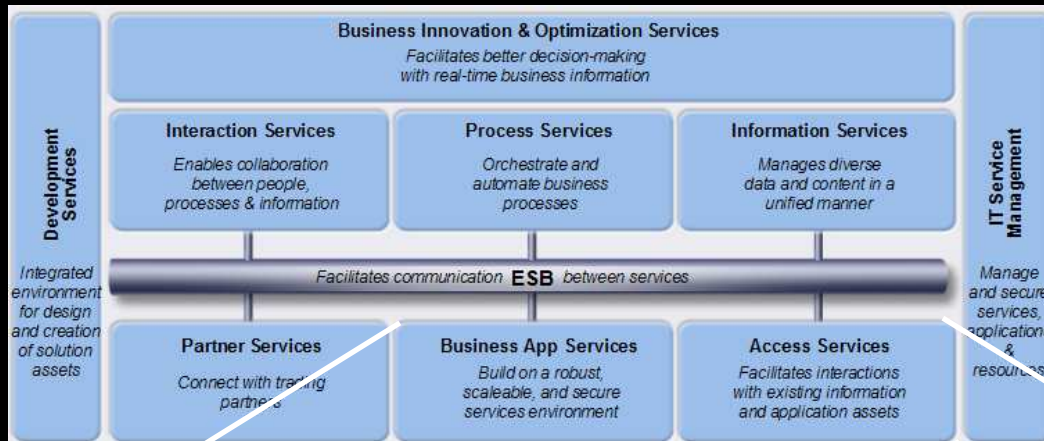 Business Innovation & Optimization Services
Facilitates better decision-making
with real-time business information
Development
Services
Integrated
environment
for design
and creation
of solution
assets
Interaction Services
Enables collaboration
between people,
processes & information
Process Services
Orchestrate and
automate business
processes
Information Services
Manages diverse
data and content in a
unified manner
IT Service
Management
Manage
and secure
services,
application
&
resources
Facilitates communication ESB between services
Partner Services
Connect with trading
partners
Business App Services
Build on a robust,
scaleable, and secure
services environment
Access Services
Facilitates interactions
with existing information
and application assets